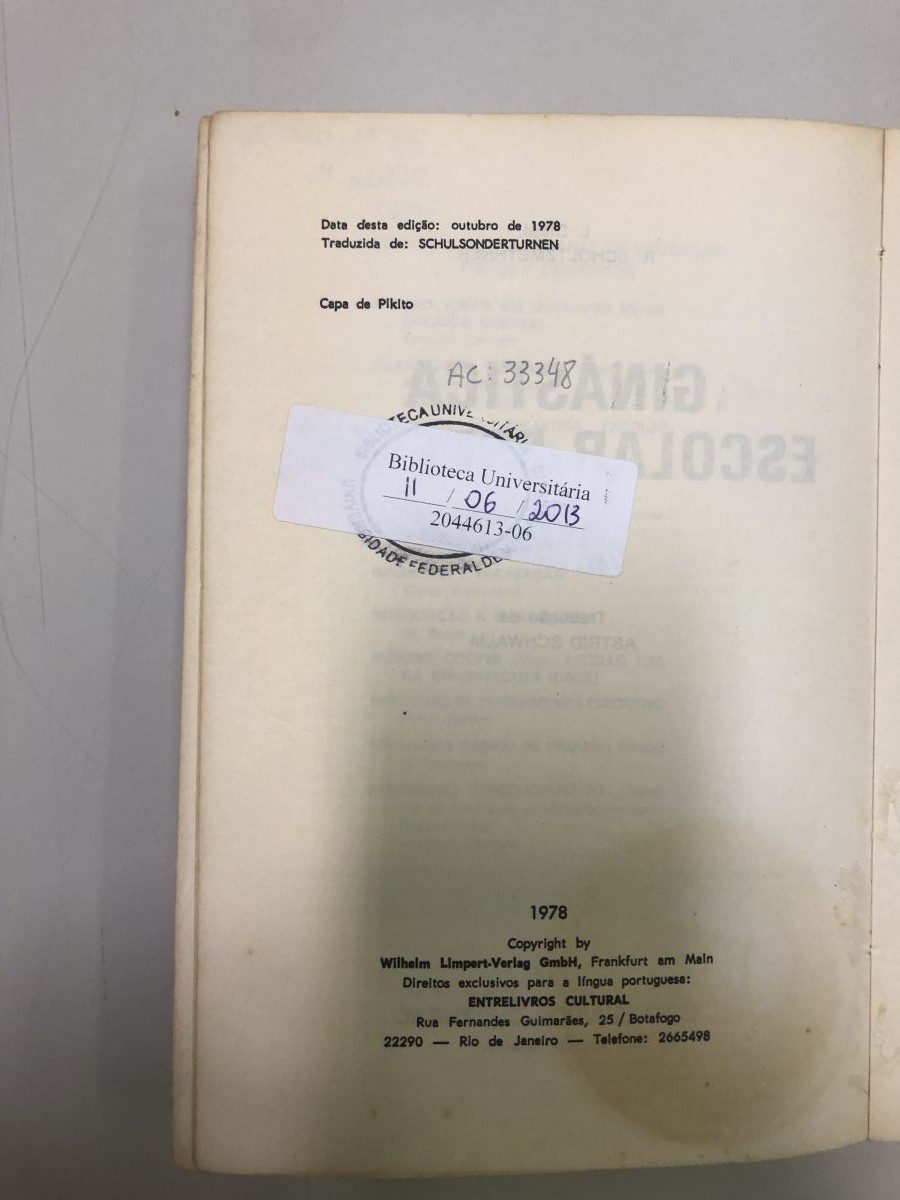 Data desta edição: outubro de 1978
Traduzida de: SCHULSONDERTURNEN
Capa de Pikito
AC: 33348
Biblioteca Universitária
11 / 06 / 2013
2044613-06
1978
Copyright by
Wilhelm Limpert-Verlag GmbH, Frankfurt am Main
Direitos exclusivos para a língua portuguesa:
ENTRELIVROS CULTURAL
Rua Fernandes Guimarães, 25 / Botafogo
22290 — Rio de Janeiro — Telefone: 2665498